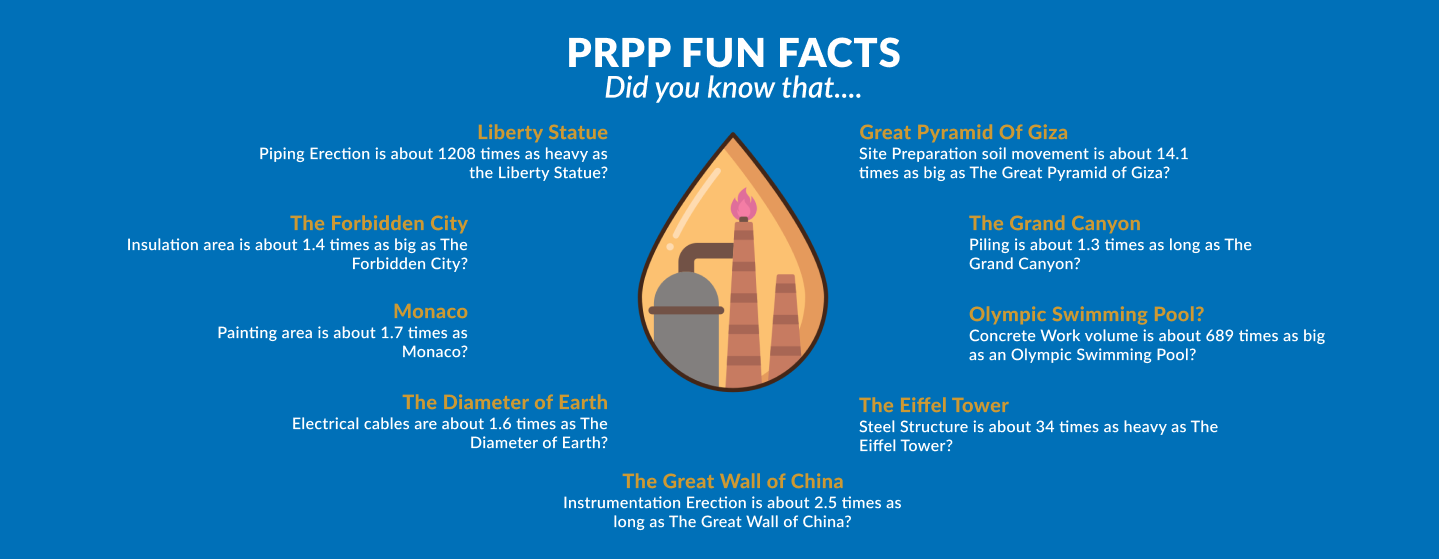 PRPP FUN FACTS
Did you know that....
Liberty Statue
Piping Erection is about 1208 times as heavy as
the Liberty Statue?
The Forbidden City
Insulation area is about 1.4 times as big as The
Forbidden City?
Monaco
Painting area is about 1.7 times as
Monaco?
The Diameter of Earth
Electrical cables are about 1.6 times as The
Diameter of Earth?
Great Pyramid Of Giza
Site Preparation soil movement is about 14.1
times as big as The Great Pyramid of Giza?
The Grand Canyon
Piling is about 1.3 times as long as The
Grand Canyon?
Olympic Swimming Pool?
Concrete Work volume is about 689 times as big
as an Olympic Swimming Pool?
The Eiffel Tower
Steel Structure is about 34 times as heavy as The
Eiffel Tower?
The Great Wall of China
Instrumentation Erection is about 2.5 times as
long as The Great Wall of China?